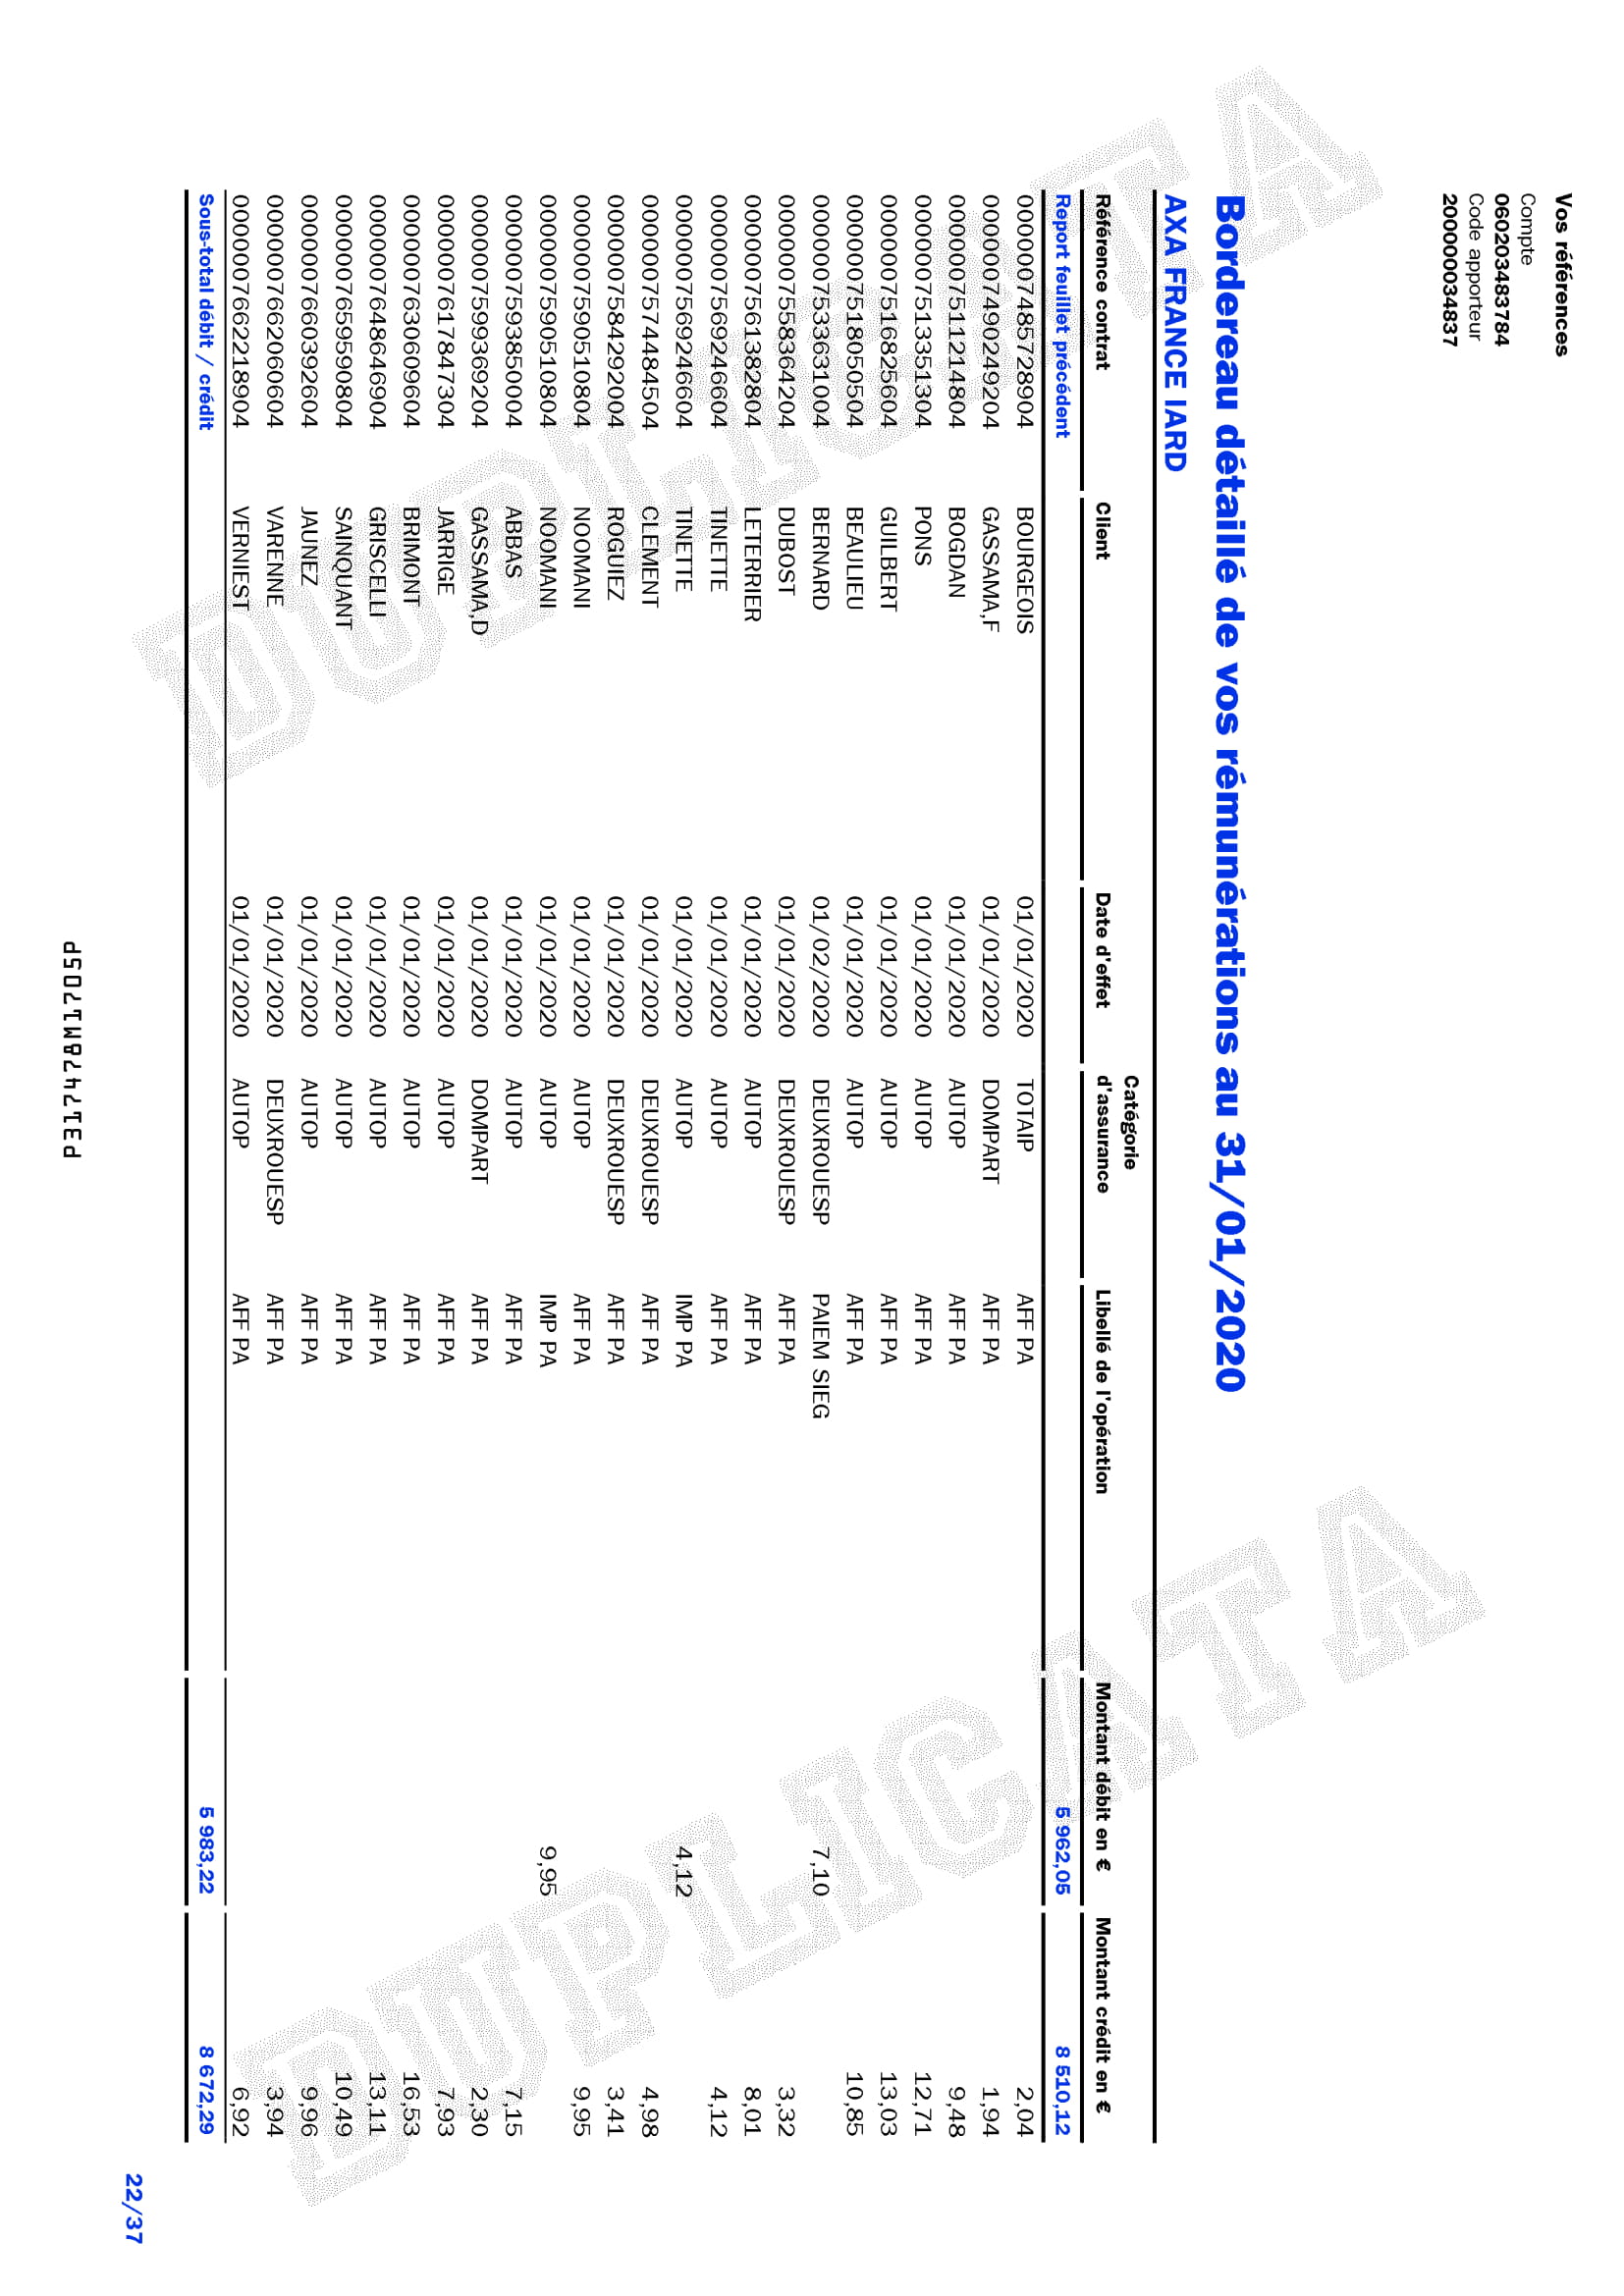 Vos références
Compte
060203483784
Code apporteur
2000000034837
Bordereau détaillé de vos rémunérations au 31/01/2020
AXA FRANCE IARD
Référence contrat Client Date d'effet Catégorie d'assurance Libellé de l'opération Montant débit en € Montant crédit en €
Report feuillet précédent 5 962,05 8 510,12
0000007485728904 BOURGEOIS 01/01/2020 TOTAIP AFF PA 2,04
0000007490249204 GASSAMA,F 01/01/2020 DOMPART AFF PA 1,94
0000007511214804 BOGDAN 01/01/2020 AUTOP AFF PA 9,48
0000007513351304 PONS 01/01/2020 AUTOP AFF PA 12,71
0000007516825604 GUILBERT 01/01/2020 AUTOP AFF PA 13,03
0000007518050504 BEAULIEU 01/01/2020 AUTOP AFF PA 10,85
0000007533631004 BERNARD 01/02/2020 DEUXROUESP PAIEM SIEG 7,10
0000007558364204 DUBOST 01/01/2020 DEUXROUESP AFF PA 3,32
0000007561382804 LETERRIER 01/01/2020 AUTOP AFF PA 8,01
0000007569246604 TINETTE 01/01/2020 AUTOP AFF PA 4,12
0000007569246604 TINETTE 01/01/2020 AUTOP IMP PA 4,12
0000007574484504 CLEMENT 01/01/2020 DEUXROUESP AFF PA 4,98
0000007584292004 ROGUIEZ 01/01/2020 DEUXROUESP AFF PA 3,41
0000007590510804 NOOMANI 01/01/2020 AUTOP AFF PA 9,95
0000007590510804 NOOMANI 01/01/2020 AUTOP IMP PA 9,95
0000007593850004 ABBAS 01/01/2020 AUTOP AFF PA 7,15
0000007599369204 GASSAMA,D 01/01/2020 DOMPART AFF PA 2,30
0000007617847304 JARRIGE 01/01/2020 AUTOP AFF PA 7,93
0000007630609604 BRIMONT 01/01/2020 AUTOP AFF PA 16,53
0000007648646904 GRISCELLI 01/01/2020 AUTOP AFF PA 13,11
0000007659590804 SAINQUANT 01/01/2020 AUTOP AFF PA 10,49
0000007660392604 JAUNEZ 01/01/2020 AUTOP AFF PA 9,96
0000007662060604 VARENNE 01/01/2020 DEUXROUESP AFF PA 3,94
0000007662218904 VERNIEST 01/01/2020 AUTOP AFF PA 6,92
Sous-total débit / crédit 5 983,22 8 672,29
22/37
DUPLICATA
DUPLICATA